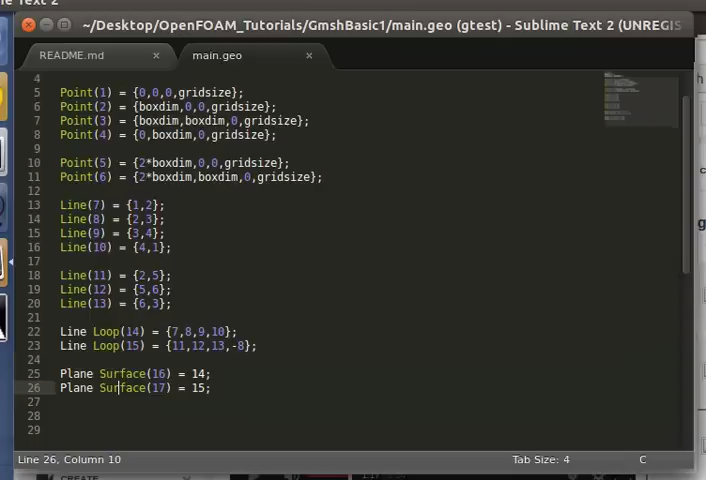 me Text 2
~/Desktop/OpenFOAM_Tutorials/GmshBasic1/main.geo (gtest) - Sublime Text 2 (UNREGIS
README.md × main.geo ×
4
5 Point(1) = {0,0,0,gridsize};
6 Point(2) = {boxdim,0,0,gridsize};
7 Point(3) = {boxdim,boxdim,0,gridsize};
8 Point(4) = {0,boxdim,0,gridsize};
9
10 Point(5) = {2*boxdim,0,0,gridsize};
11 Point(6) = {2*boxdim,boxdim,0,gridsize};
12
13 Line(7) = {1,2};
14 Line(8) = {2,3};
15 Line(9) = {3,4};
16 Line(10) = {4,1};
17
18 Line(11) = {2,5};
19 Line(12) = {5,6};
20 Line(13) = {6,3};
21
22 Line Loop(14) = {7,8,9,10};
23 Line Loop(15) = {11,12,13,-8};
24
25 Plane Surface(16) = 14;
26 Plane Surface(17) = 15;
27
28
29
Line 26, Column 10 Tab Size: 4 C
CREATE